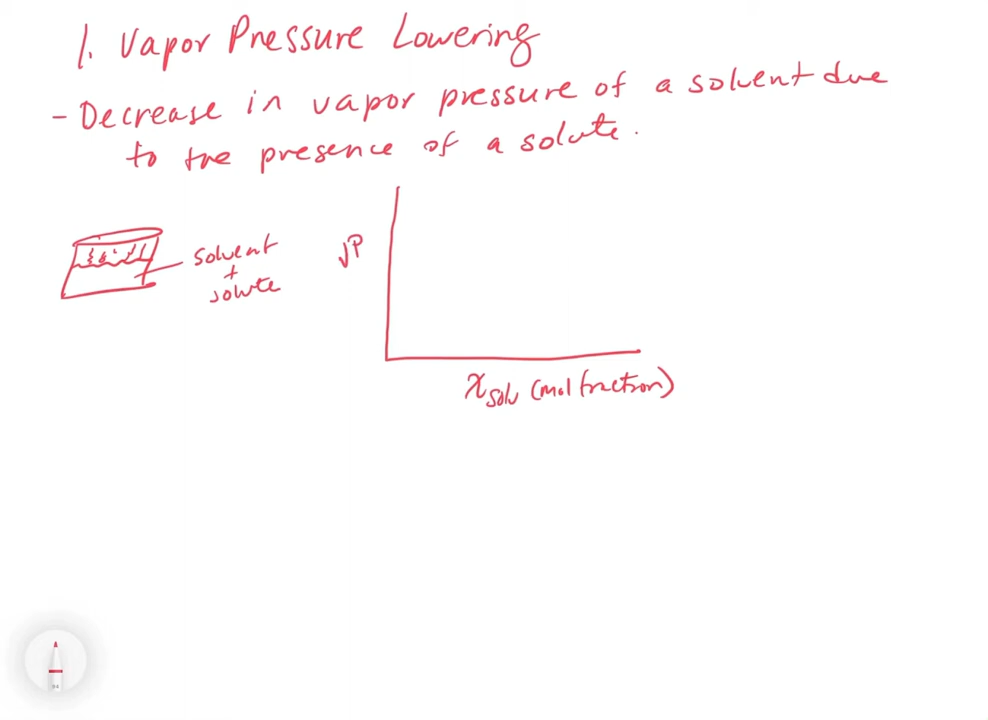 1. Vapor Pressure Lowering
- Decrease in vapor pressure of a solvent due
to the presence of a solute.
solvent
+
solute
VP
χsolv (mol fraction)